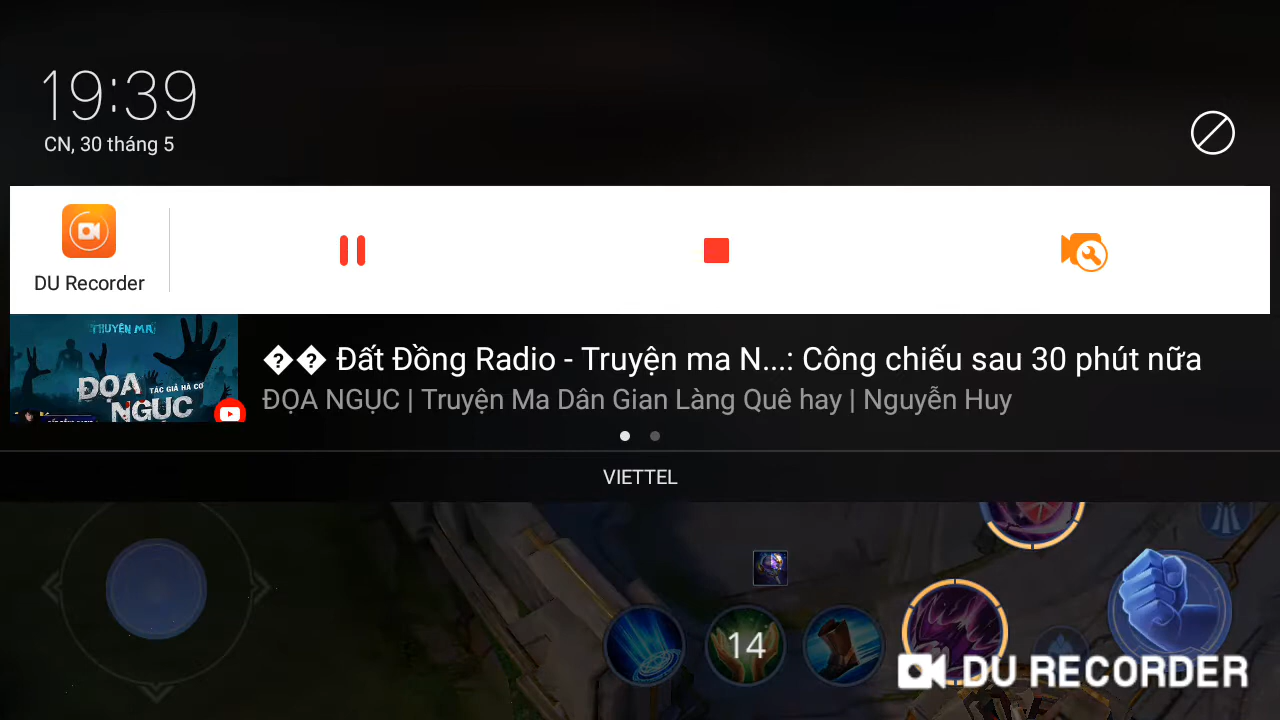 19:39
CN, 30 tháng 5
DU Recorder
TRUYỆN MA
ĐỌA
TÁC GIẢ HÀ CƠ
NGỤC
�� Đất Đồng Radio - Truyện ma N...: Công chiếu sau 30 phút nữa
ĐỌA NGỤC | Truyện Ma Dân Gian Làng Quê hay | Nguyễn Huy
VIETTEL
14
DU RECORDER